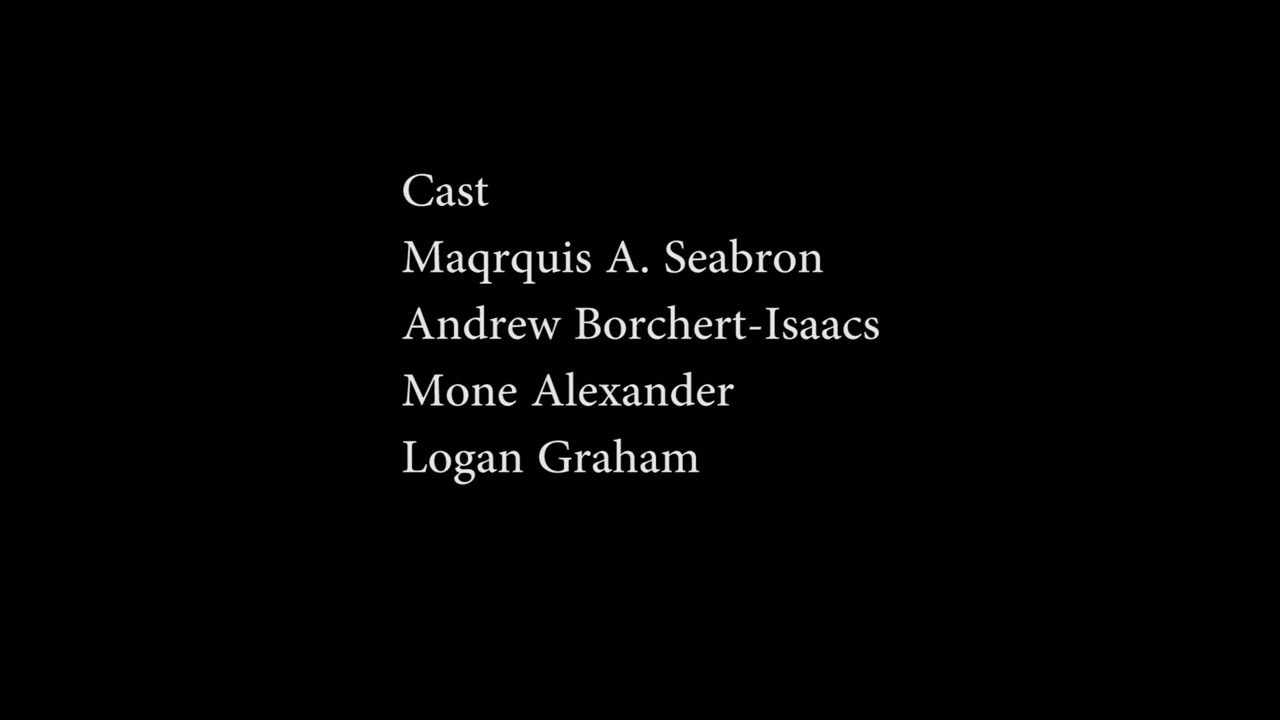 Cast
Maqrquis A. Seabron
Andrew Borchert-Isaacs
Mone Alexander
Logan Graham